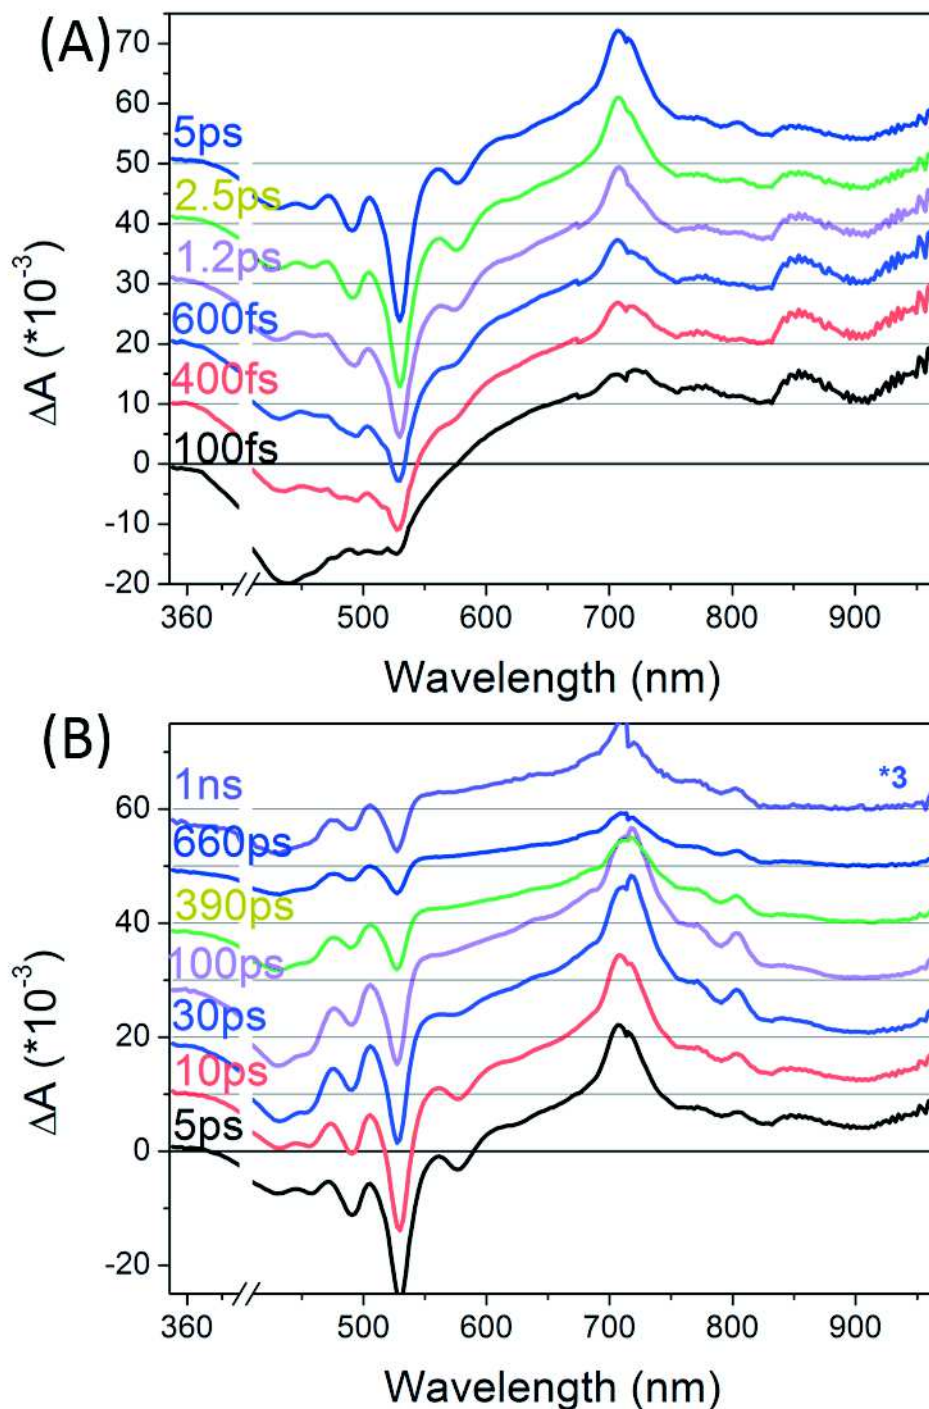 (A)
70
60
50
40
30
20
10
0
-10
-20
ΔA (*10⁻³)
5ps
2.5ps
1.2ps
600fs
400fs
100fs
360 500 600 700 800 900
Wavelength (nm)
(B)
60
40
20
0
-20
ΔA (*10⁻³)
1ns
*3
660ps
390ps
100ps
30ps
10ps
5ps
360 500 600 700 800 900
Wavelength (nm)